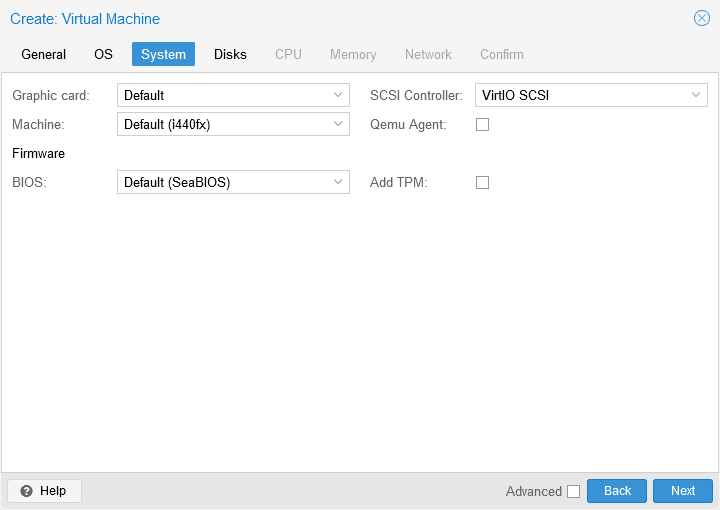 Create: Virtual Machine
General OS System Disks CPU Memory Network Confirm
Graphic card: Default SCSI Controller: VirtIO SCSI
Machine: Default (i440fx) Qemu Agent:
Firmware
BIOS: Default (SeaBIOS) Add TPM:
Help Advanced Back Next